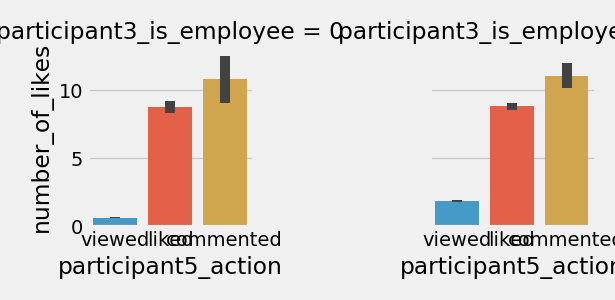 participant3_is_employee = 0
participant3_is_employe
number_of_likes
10
5
0
viewed liked commented
viewed liked commented
participant5_action
participant5_action